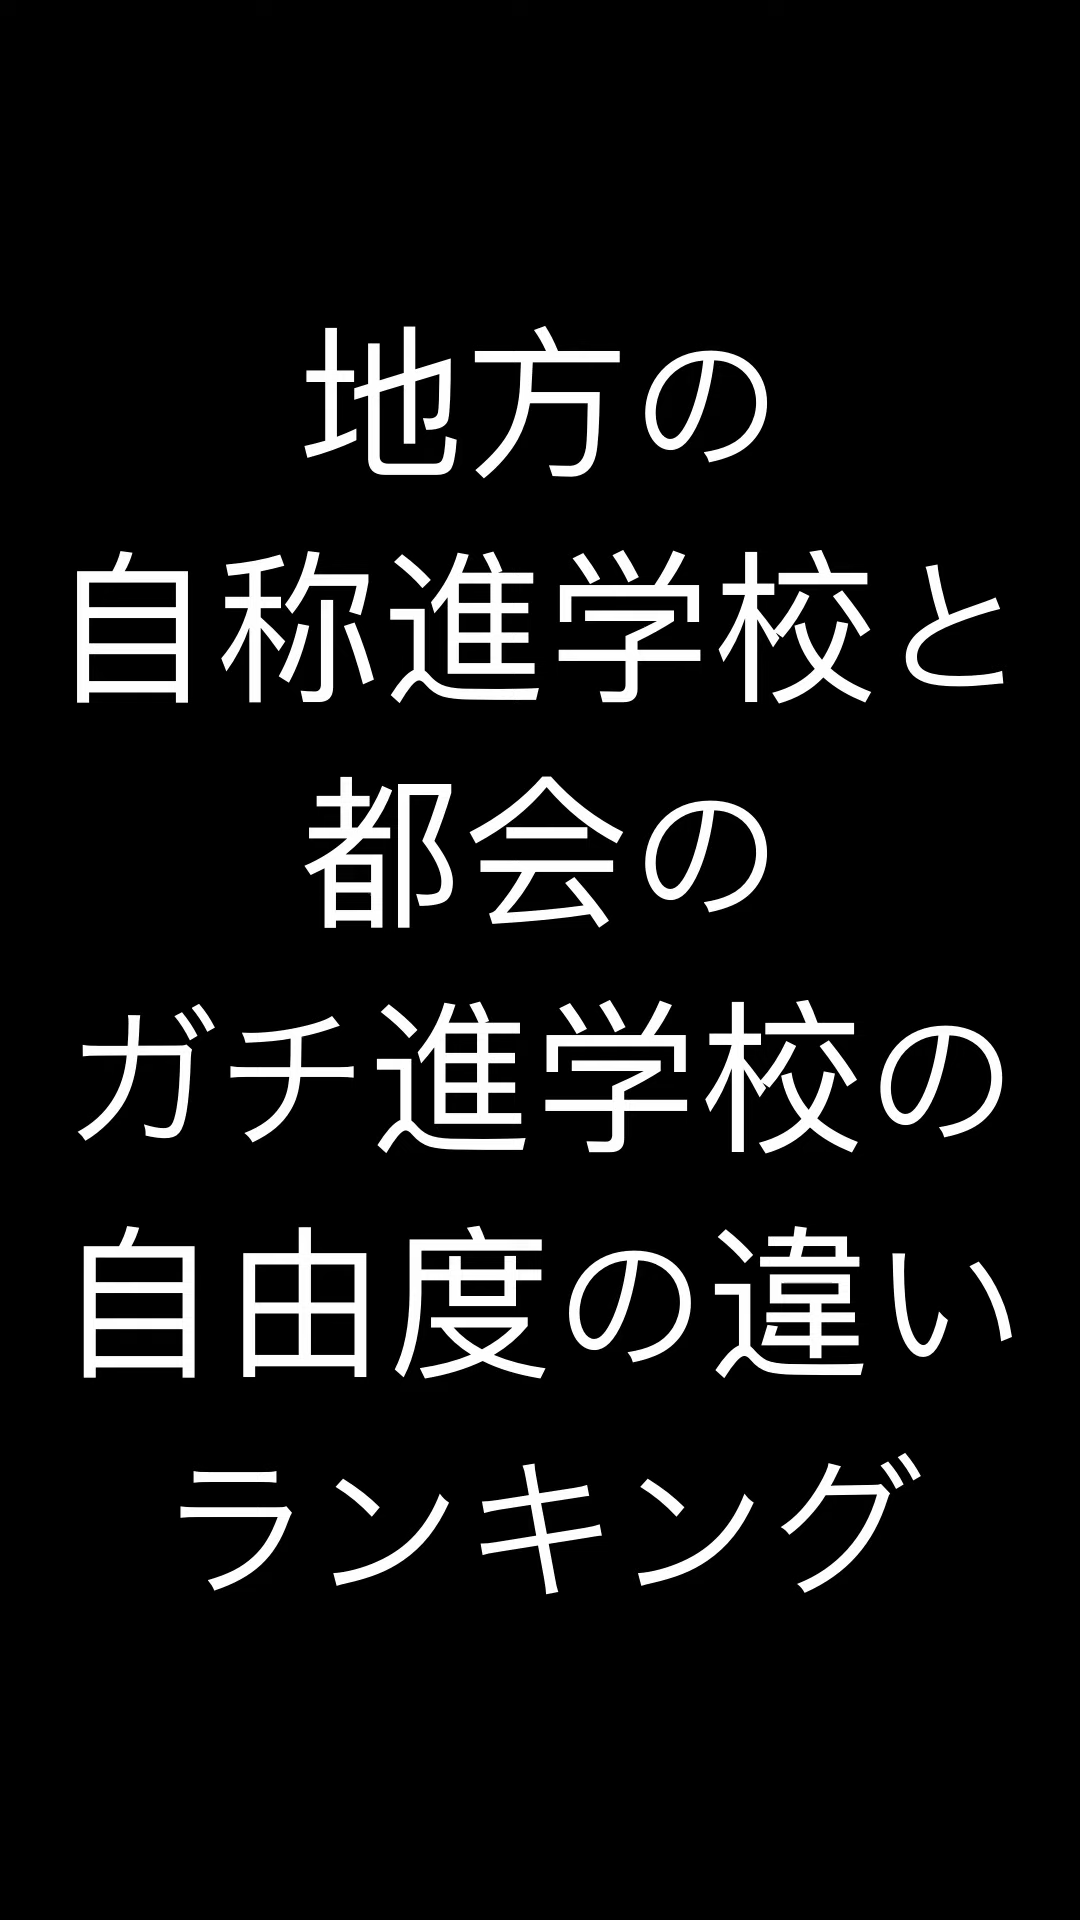 地方の
自称進学校と
都会の
ガチ進学校の
自由度の違い
ランキング